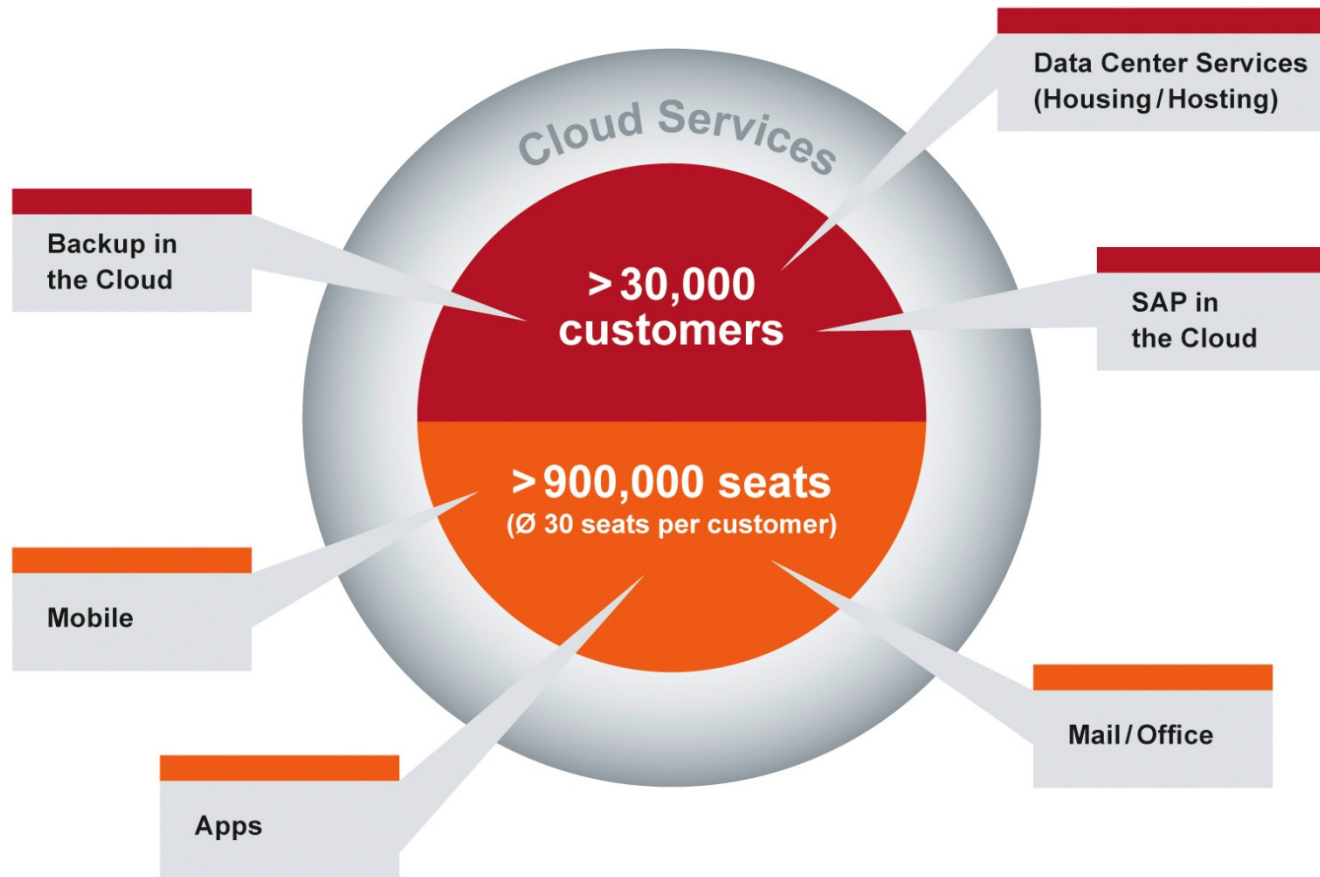 Data Center Services
(Housing/Hosting)
Cloud Services
Backup in
the Cloud
> 30,000
customers
SAP in
the Cloud
> 900,000 seats
(Ø 30 seats per customer)
Mobile
Mail/Office
Apps